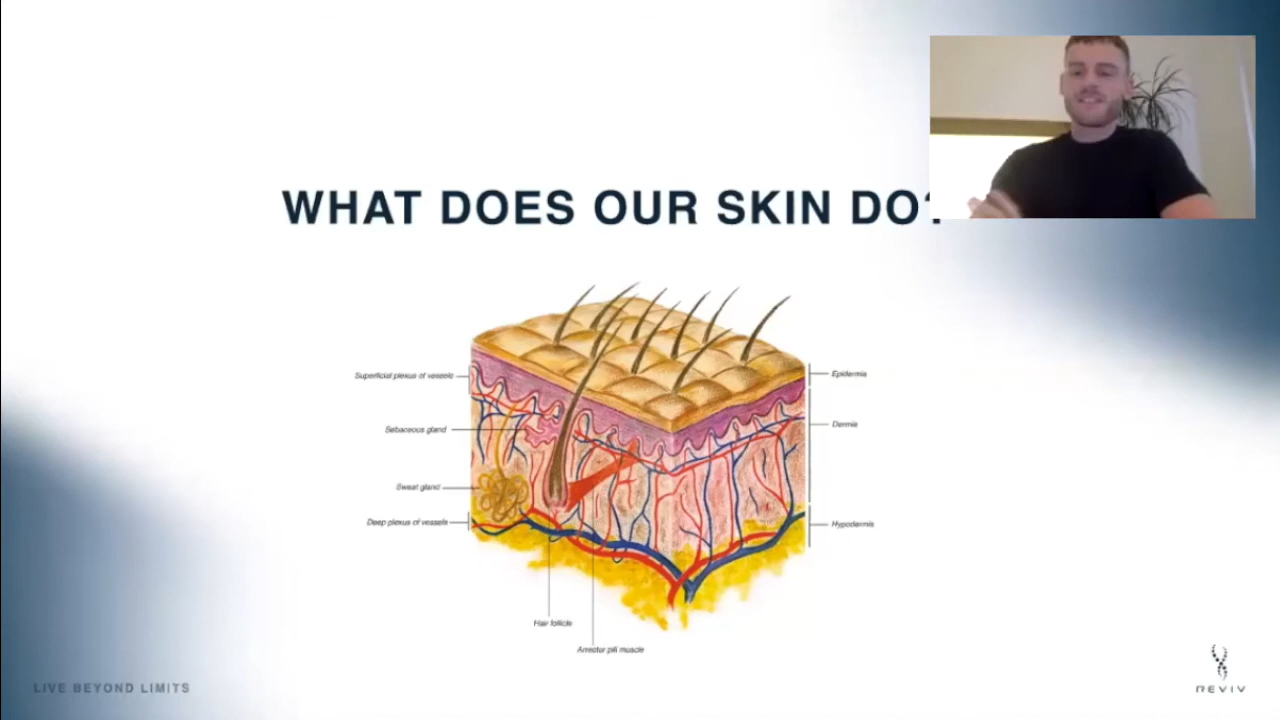 WHAT DOES OUR SKIN DO?
Superficial plexus of vessels
Epidermis
Sebaceous gland
Dermis
Sweat gland
Deep plexus of vessels
Hypodermis
Hair follicle
Arrector pili muscle
LIVE BEYOND LIMITS
REVIV